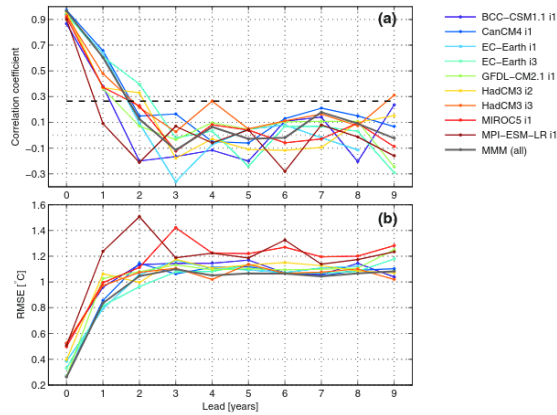 (a)
Correlation coefficient
0.9
0.7
0.5
0.3
0.1
−0.1
−0.3
0 1 2 3 4 5 6 7 8 9
BCC−CSM1.1 i1
CanCM4 i1
EC−Earth i1
EC−Earth i3
GFDL−CM2.1 i1
HadCM3 i2
HadCM3 i3
MIROC5 i1
MPI−ESM−LR i1
MMM (all)
(b)
RMSE [°C]
1.6
1.4
1.2
1
0.8
0.6
0.4
0.2
0 1 2 3 4 5 6 7 8 9
Lead [years]